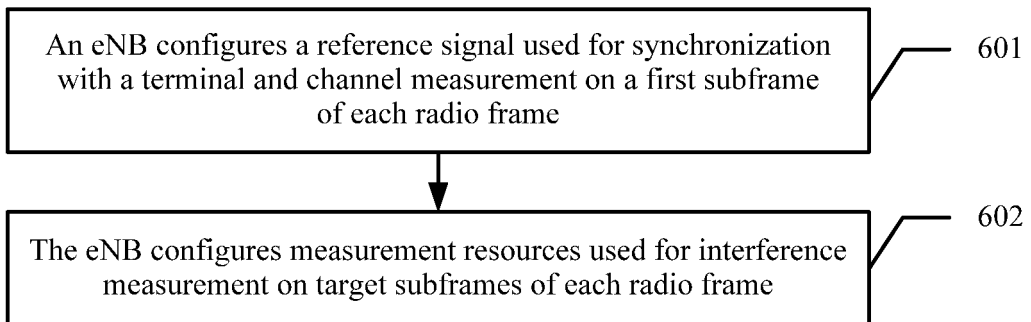 An eNB configures a reference signal used for synchronization
with a terminal and channel measurement on a first subframe
of each radio frame
601
The eNB configures measurement resources used for interference
measurement on target subframes of each radio frame
602